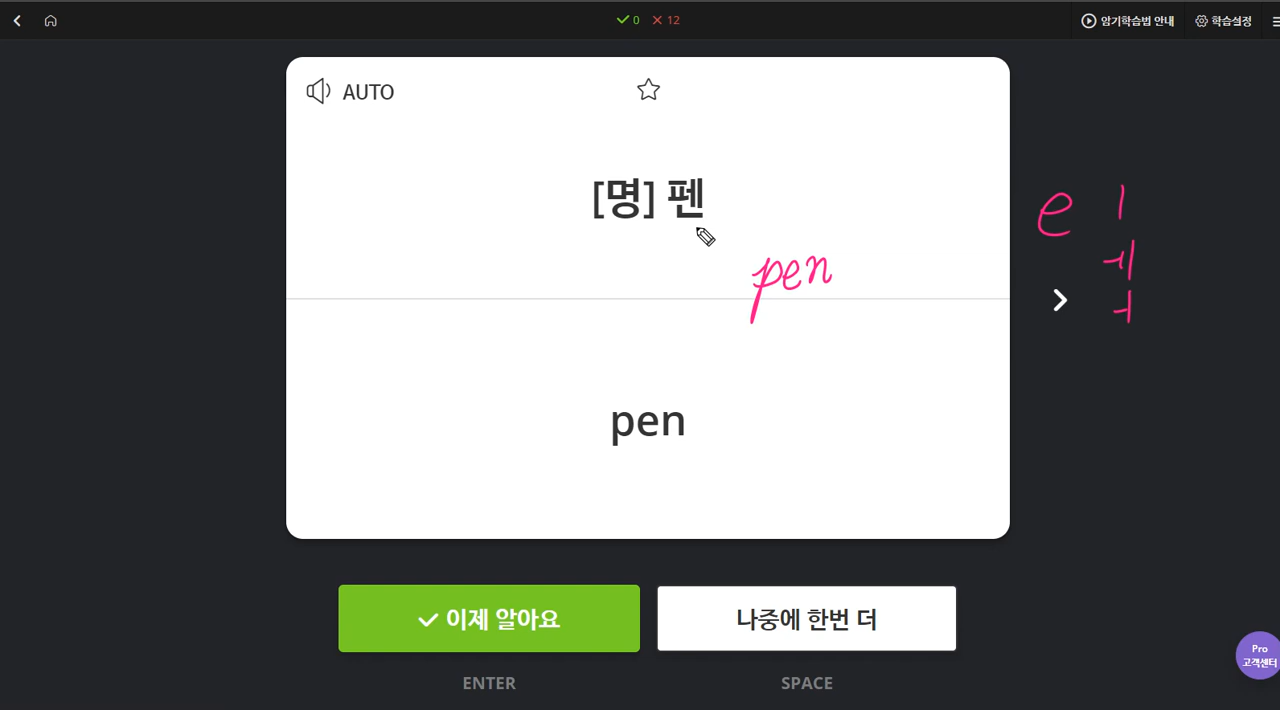 0 12 암기학습법 안내 학습설정
AUTO
[명] 펜
e ㅣ
pen ㅔ
ㅓ
pen
이제 알아요 나중에 한번 더
Pro
고객센터
ENTER SPACE